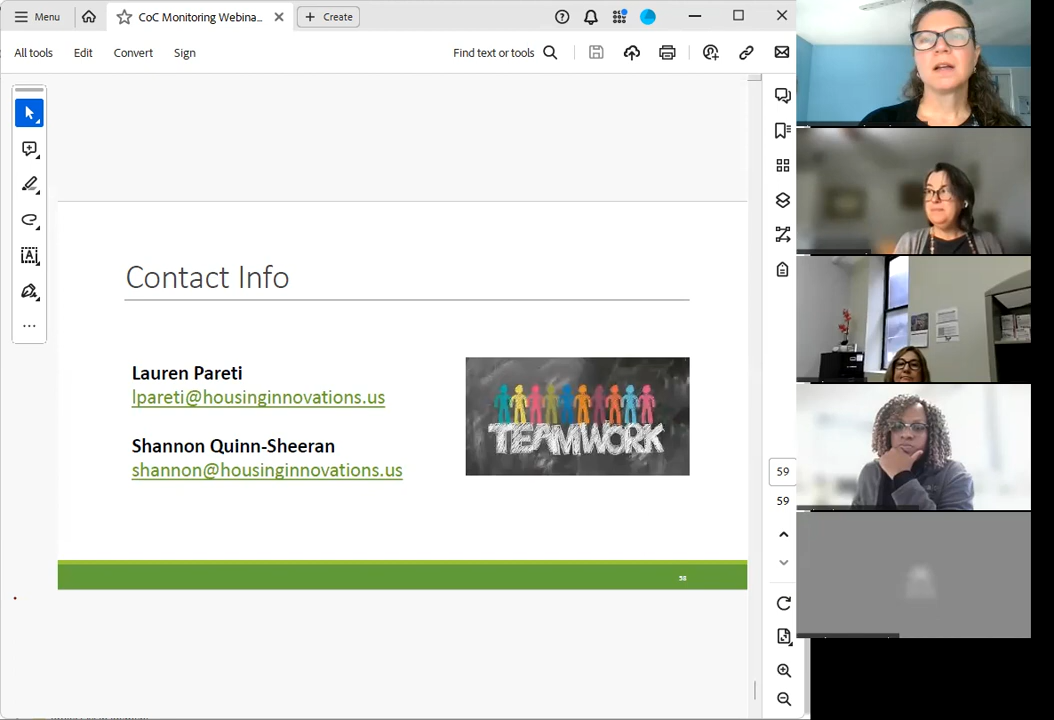 Menu
CoC Monitoring Webina...
Create
All tools
Edit
Convert
Sign
Find text or tools
Contact Info
Lauren Pareti
lpareti@housinginnovations.us
Shannon Quinn-Sheeran
shannon@housinginnovations.us
TEAMWORK
58
59
59